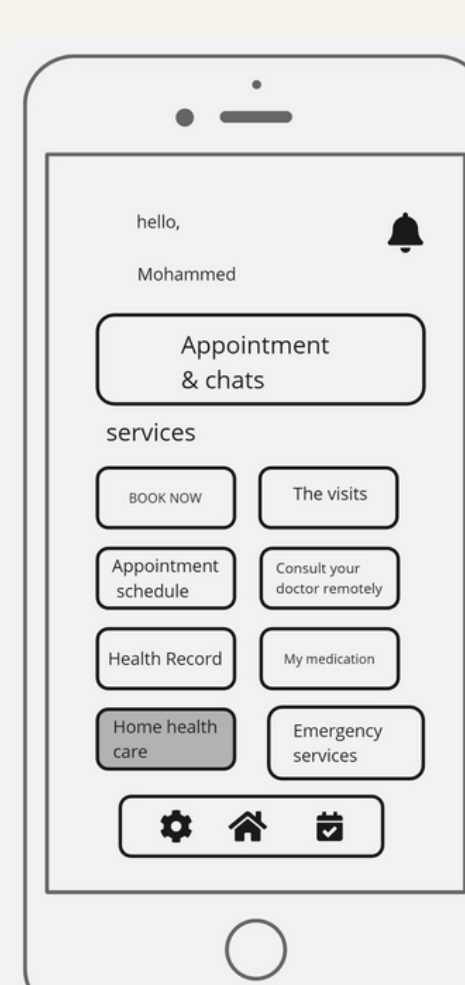 hello,
Mohammed
Appointment
& chats
services
BOOK NOW
The visits
Appointment
schedule
Consult your
doctor remotely
Health Record
My medication
Home health
care
Emergency
services